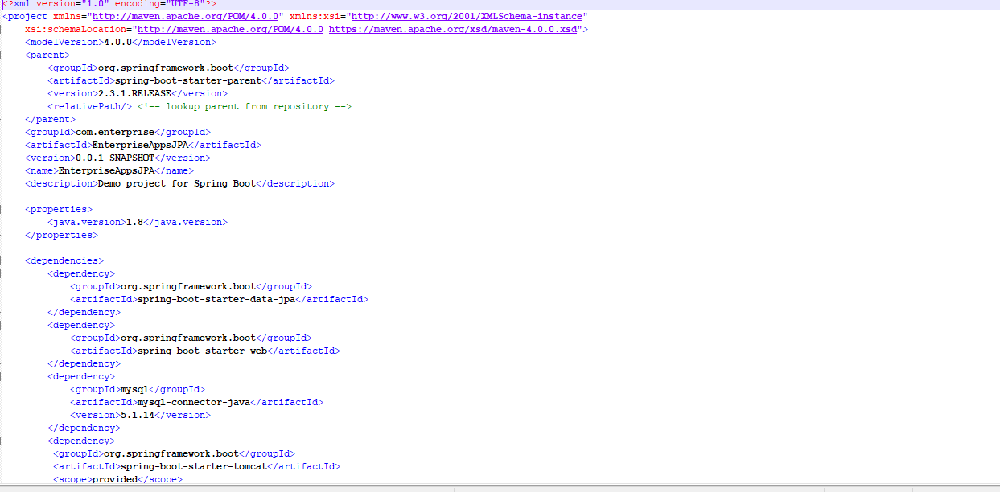 <?xml version="1.0" encoding="UTF-8"?>
<project xmlns="http://maven.apache.org/POM/4.0.0" xmlns:xsi="http://www.w3.org/2001/XMLSchema-instance"
    xsi:schemaLocation="http://maven.apache.org/POM/4.0.0 https://maven.apache.org/xsd/maven-4.0.0.xsd">
    <modelVersion>4.0.0</modelVersion>
    <parent>
        <groupId>org.springframework.boot</groupId>
        <artifactId>spring-boot-starter-parent</artifactId>
        <version>2.3.1.RELEASE</version>
        <relativePath/> <!-- lookup parent from repository -->
    </parent>
    <groupId>com.enterprise</groupId>
    <artifactId>EnterpriseAppsJPA</artifactId>
    <version>0.0.1-SNAPSHOT</version>
    <name>EnterpriseAppsJPA</name>
    <description>Demo project for Spring Boot</description>

    <properties>
        <java.version>1.8</java.version>
    </properties>

    <dependencies>
        <dependency>
            <groupId>org.springframework.boot</groupId>
            <artifactId>spring-boot-starter-data-jpa</artifactId>
        </dependency>
        <dependency>
            <groupId>org.springframework.boot</groupId>
            <artifactId>spring-boot-starter-web</artifactId>
        </dependency>
        <dependency>
            <groupId>mysql</groupId>
            <artifactId>mysql-connector-java</artifactId>
            <version>5.1.14</version>
        </dependency>
        <dependency>
         <groupId>org.springframework.boot</groupId>
         <artifactId>spring-boot-starter-tomcat</artifactId>
         <scope>provided</scope>